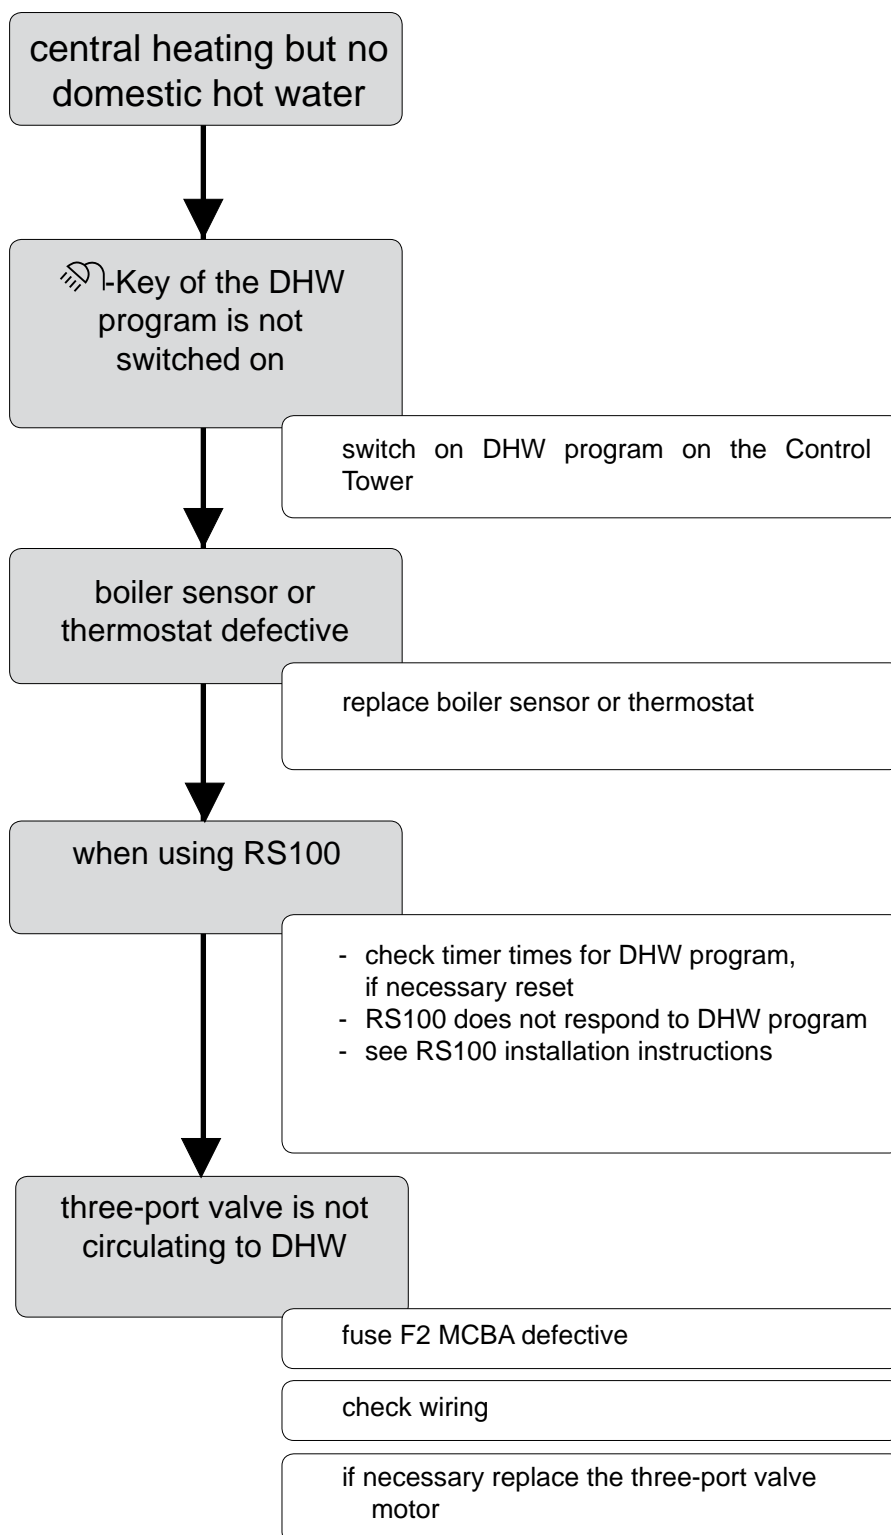 central heating but no
domestic hot water
-Key of the DHW
program is not
switched on
switch on DHW program on the Control
Tower
boiler sensor or
thermostat defective
replace boiler sensor or thermostat
when using RS100
- check timer times for DHW program,
if necessary reset
- RS100 does not respond to DHW program
- see RS100 installation instructions
three-port valve is not
circulating to DHW
fuse F2 MCBA defective
check wiring
if necessary replace the three-port valve
motor